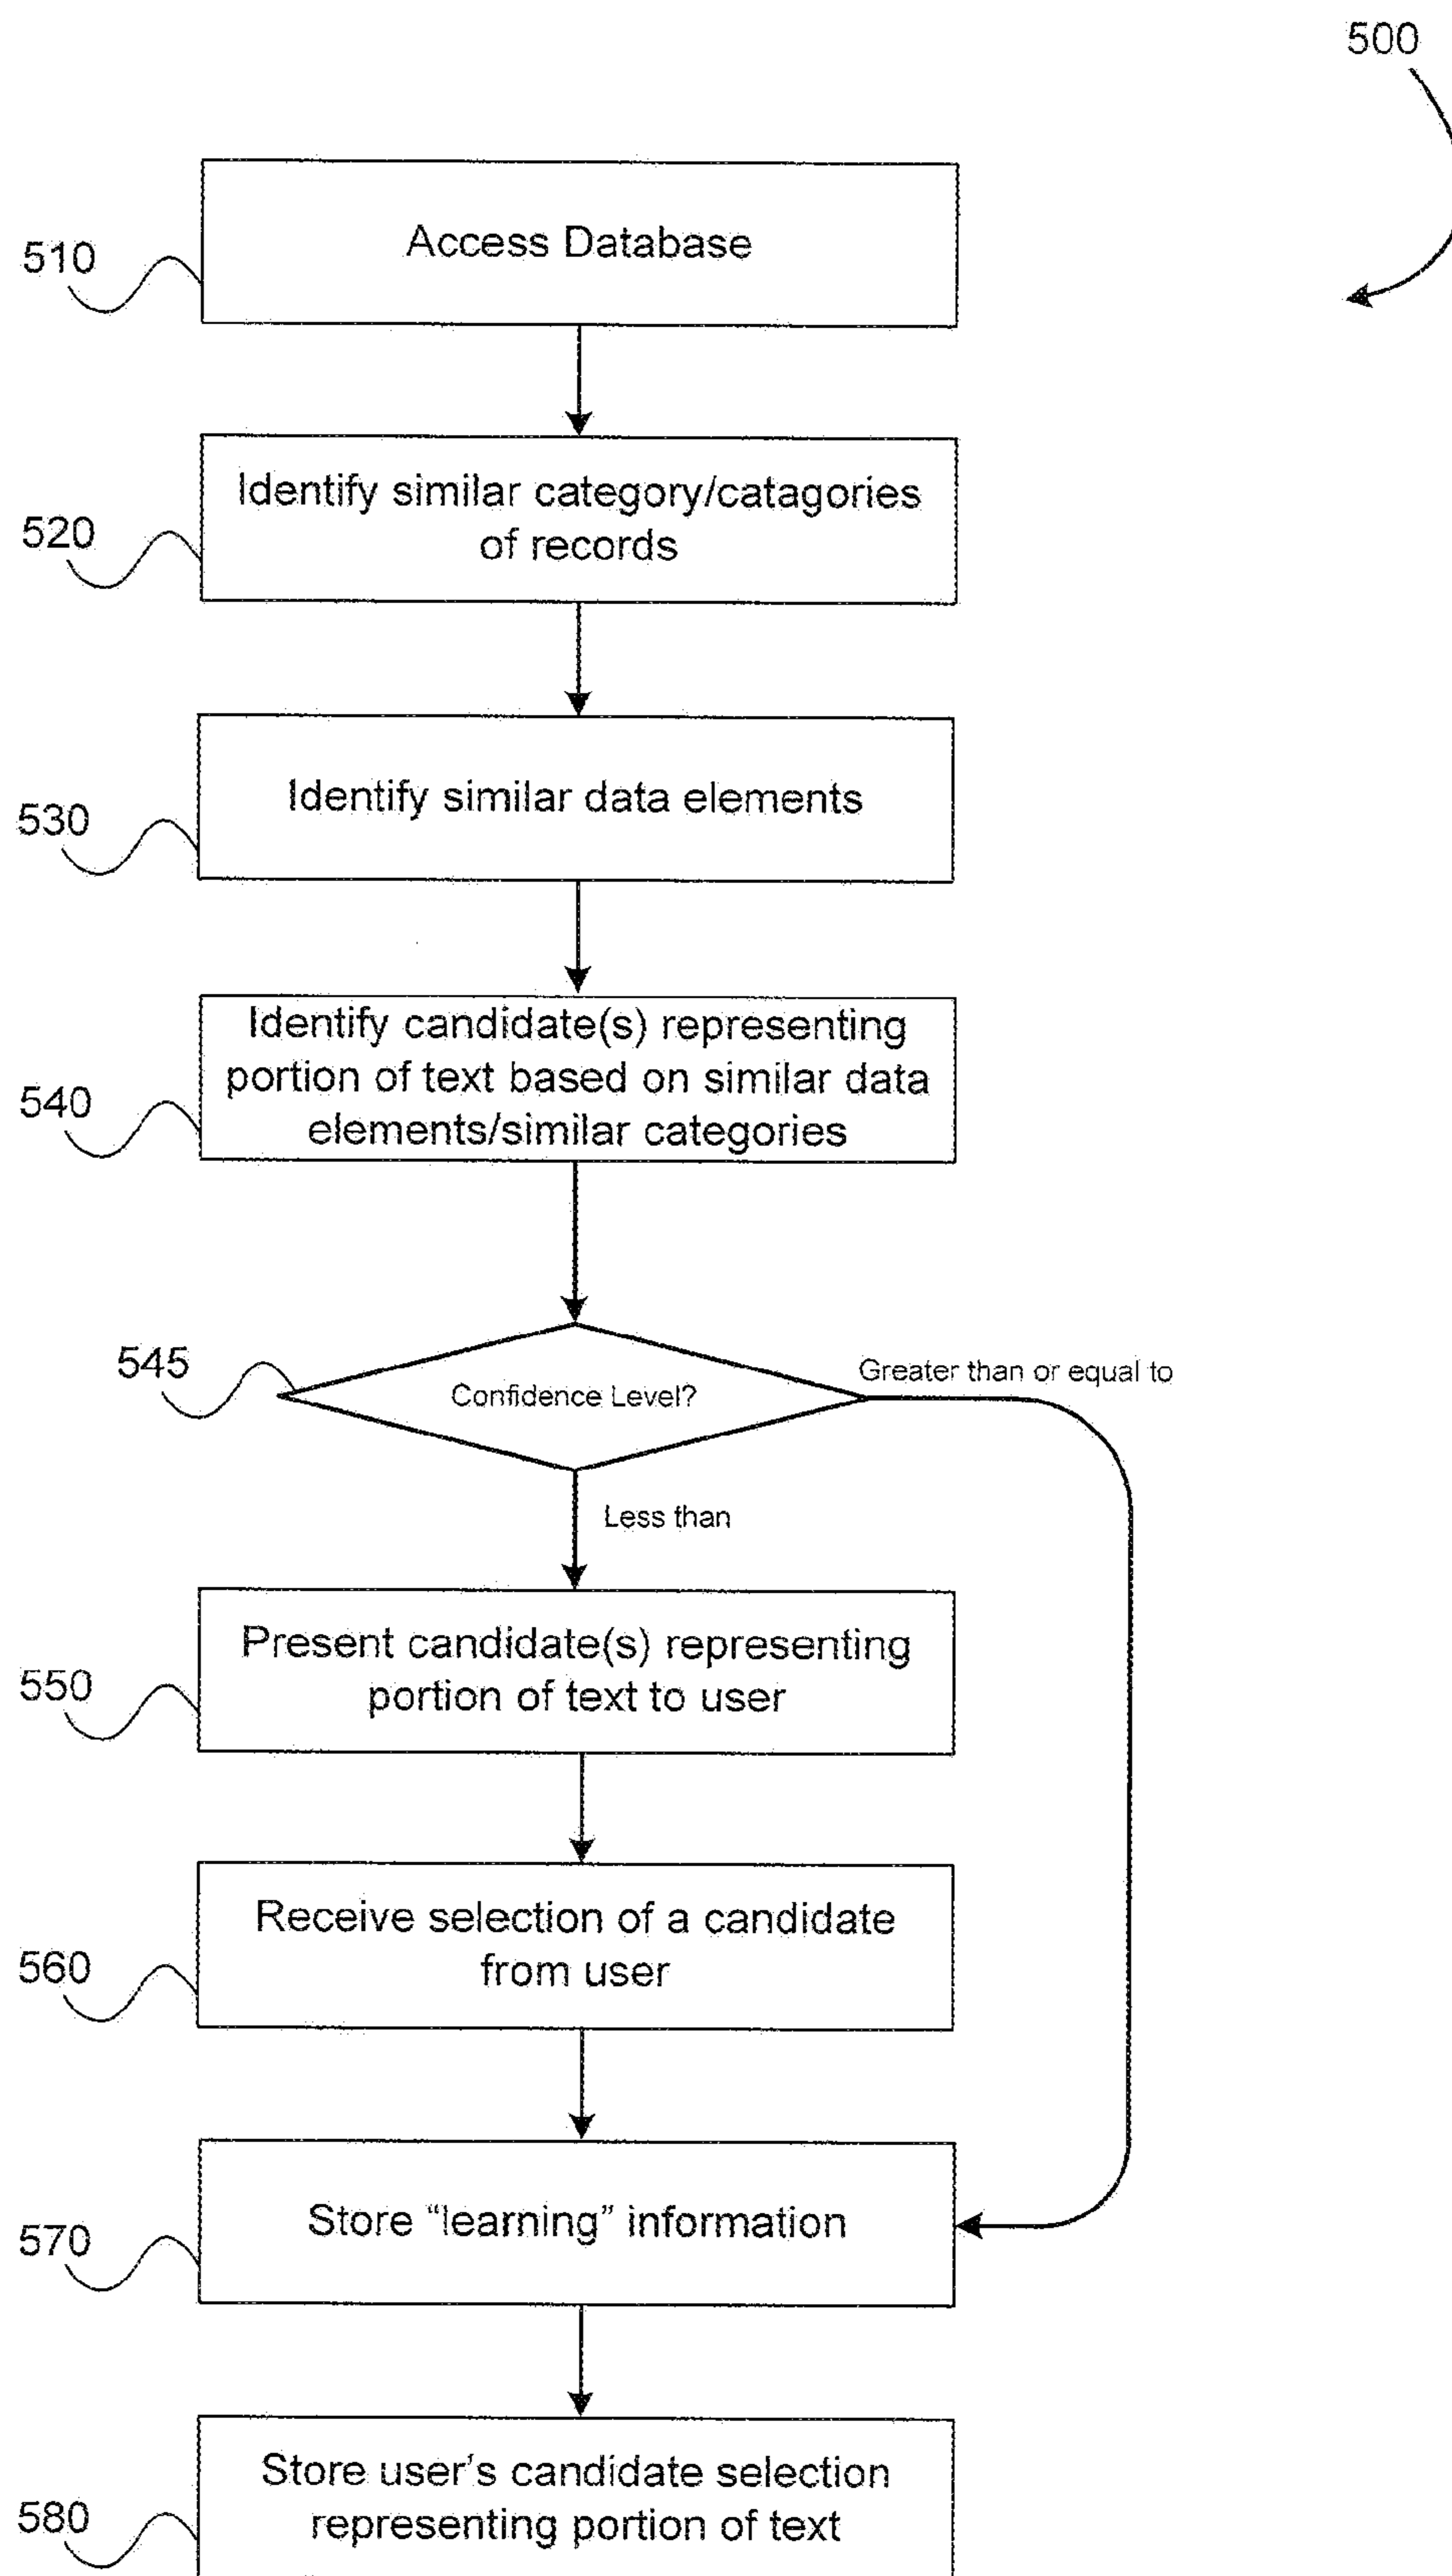 500
510
Access Database
520
Identify similar category/catagories
of records
530
Identify similar data elements
540
Identify candidate(s) representing
portion of text based on similar data
elements/similar categories
545
Confidence Level?
Greater than or equal to
Less than
550
Present candidate(s) representing
portion of text to user
560
Receive selection of a candidate
from user
570
Store “learning” information
580
Store user's candidate selection
representing portion of text